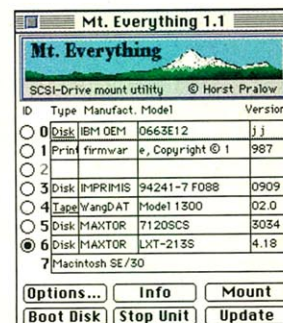 Mt. Everything 1.1
Mt. Everything
SCSI-Drive mount utility © Horst Pralow
ID Type Manufact. Model Version
0 Disk IBM OEM 0663E12 jj
1 Print firmwar e, Copyright © 1 987
2
3 Disk IMPRIMIS 94241-7 F088 0909
4 Tape WangDAT Model 1300 02.0
5 Disk MAXTOR 7120SCS 3034
6 Disk MAXTOR LXT-213S 4.18
7 Macintosh SE/30
Options... Info Mount
Boot Disk Stop Unit Update